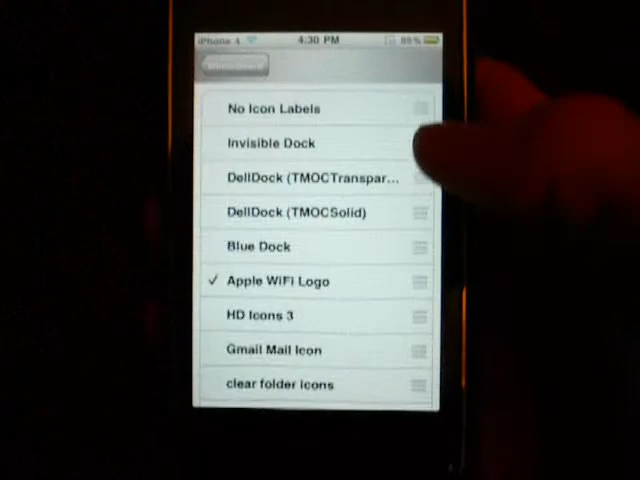 iPhone 4 4:30 PM 88%
No Icon Labels
Invisible Dock
DellDock (TMOCTranspar...
DellDock (TMOCSolid)
Blue Dock
Apple WiFi Logo
HD Icons 3
Gmail Mail Icon
clear folder icons